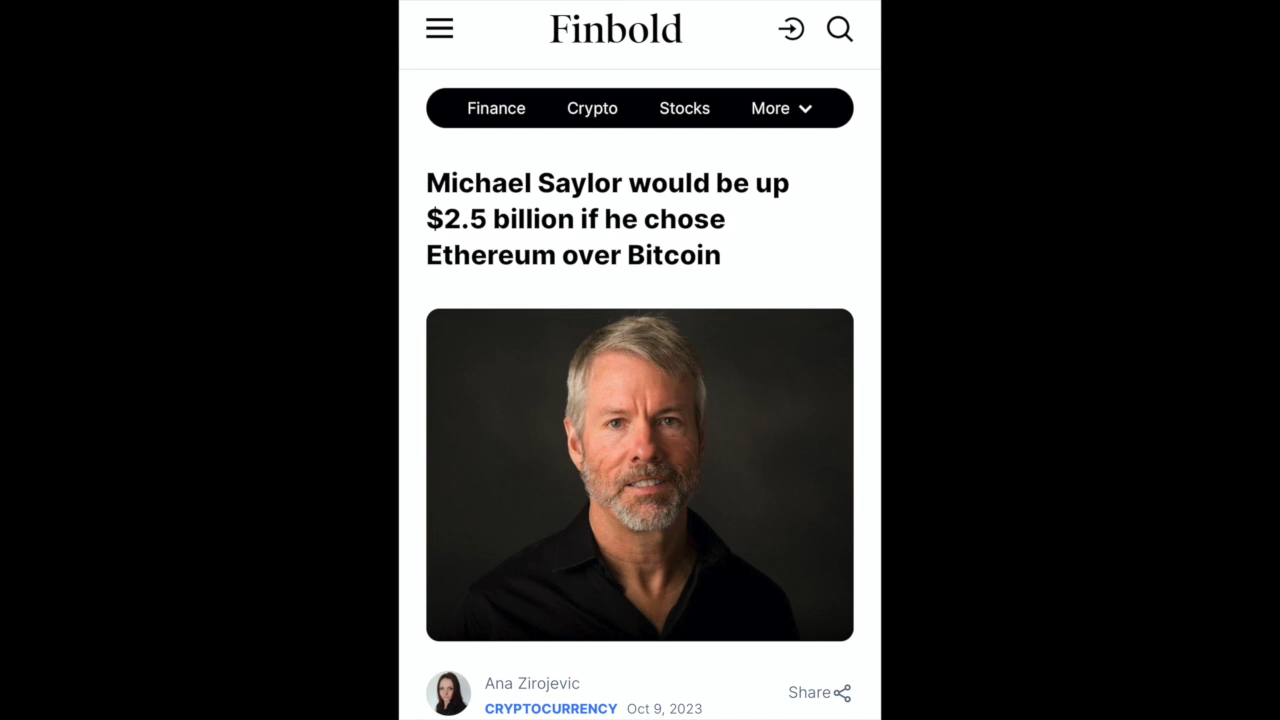 Finbold
Finance Crypto Stocks More
Michael Saylor would be up
$2.5 billion if he chose
Ethereum over Bitcoin
Ana Zirojevic
Share
CRYPTOCURRENCY Oct 9, 2023